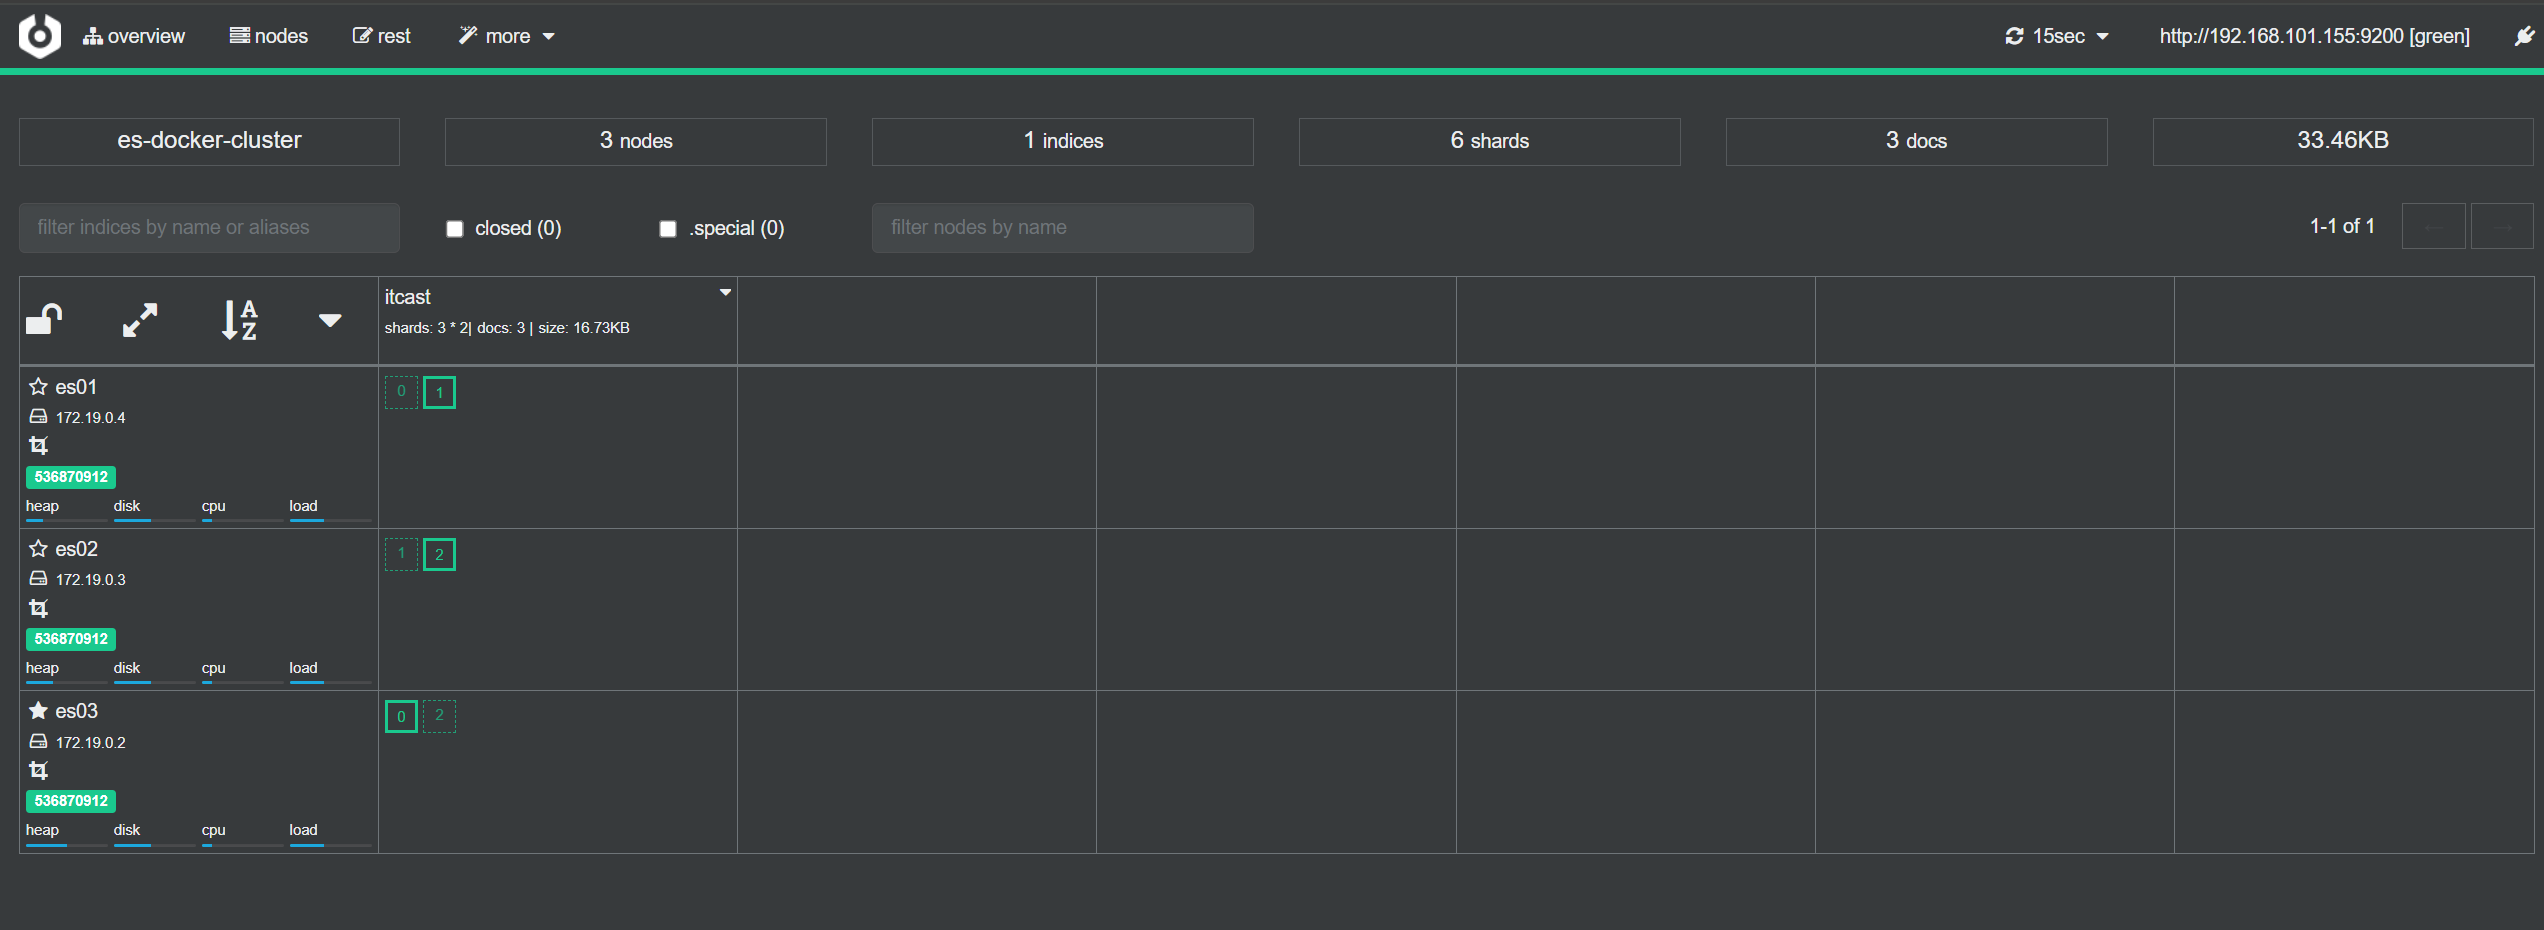 overview nodes rest more 15sec http://192.168.101.155:9200 [green]
es-docker-cluster 3 nodes 1 indices 6 shards 3 docs 33.46KB
filter indices by name or aliases closed (0) .special (0) filter nodes by name 1-1 of 1 ← →
A
Z
itcast
shards: 3 * 2| docs: 3 | size: 16.73KB
es01 0 1
172.19.0.4
536870912
heap disk cpu load
es02 1 2
172.19.0.3
536870912
heap disk cpu load
es03 0 2
172.19.0.2
536870912
heap disk cpu load